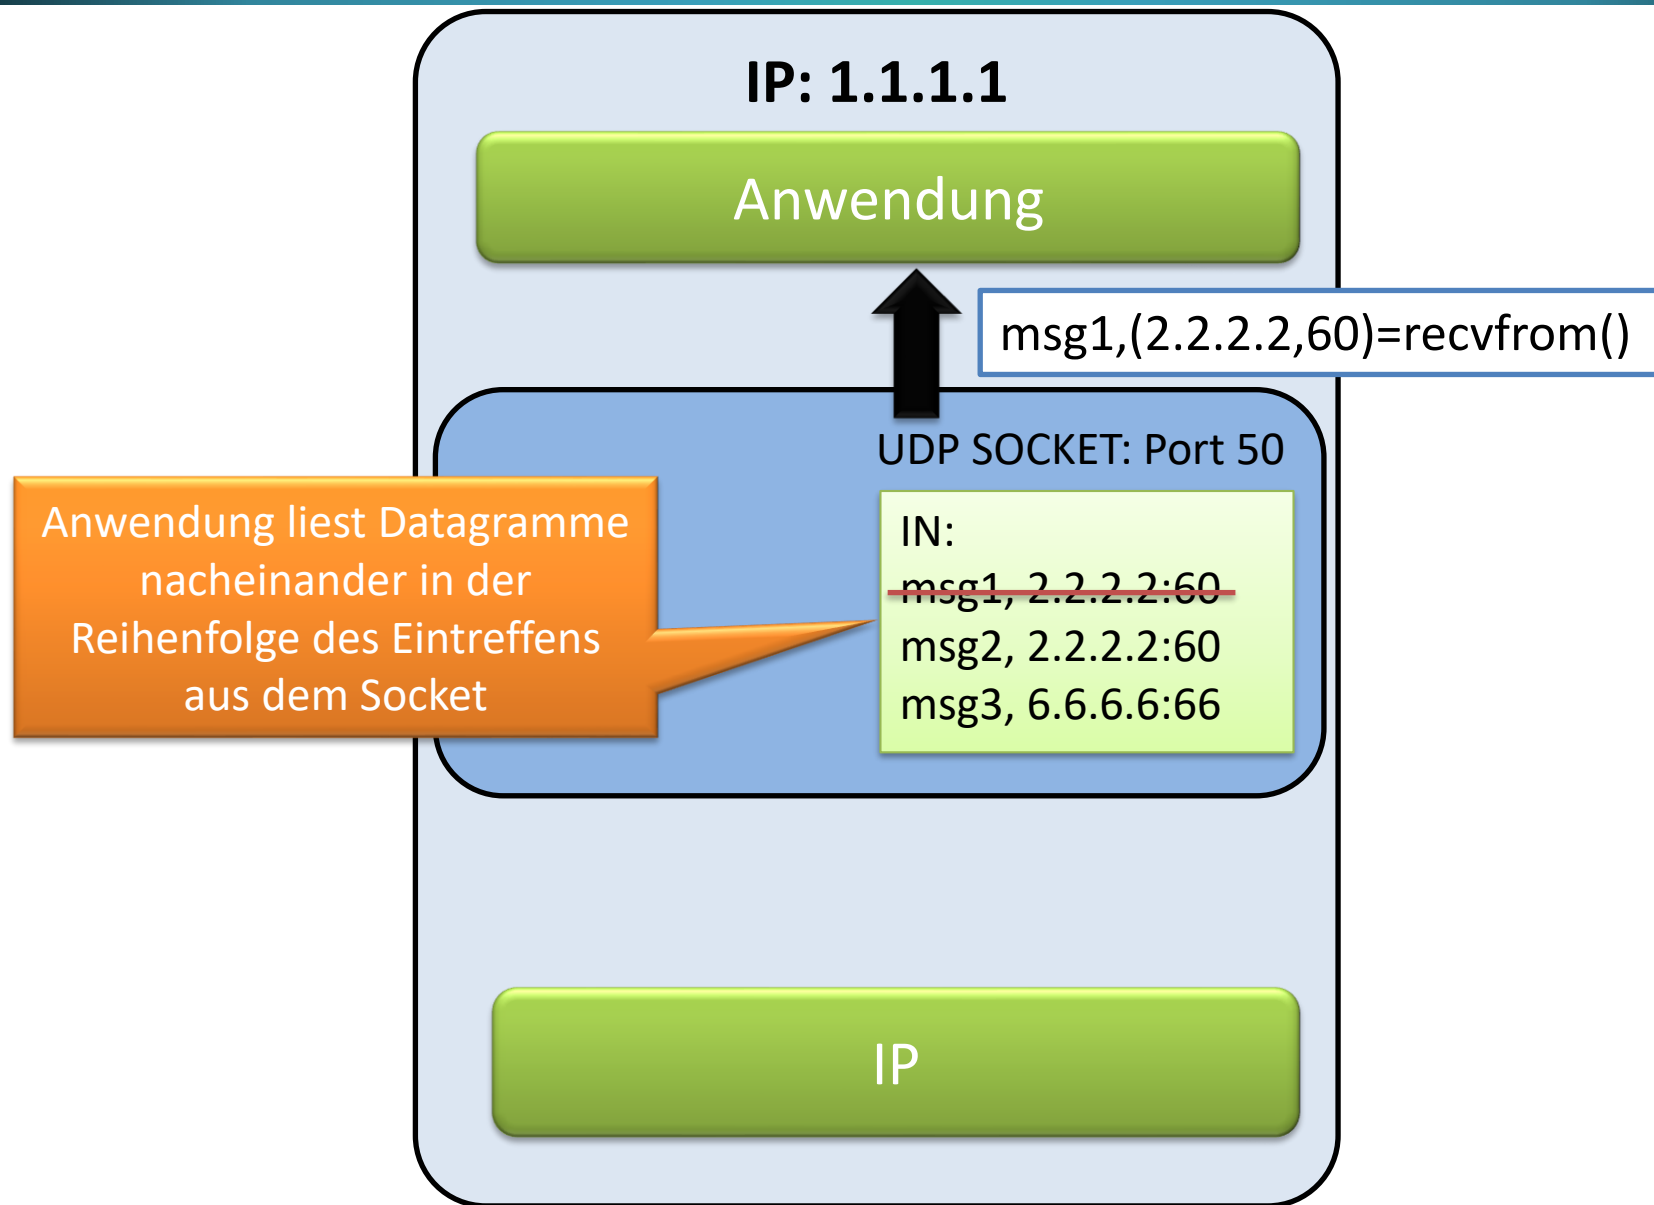 IP: 1.1.1.1
Anwendung
msg1,(2.2.2.2,60)=recvfrom()
UDP SOCKET: Port 50
Anwendung liest Datagramme
nacheinander in der
Reihenfolge des Eintreffens
aus dem Socket
IN:
msg1, 2.2.2.2:60
msg2, 2.2.2.2:60
msg3, 6.6.6.6:66
IP